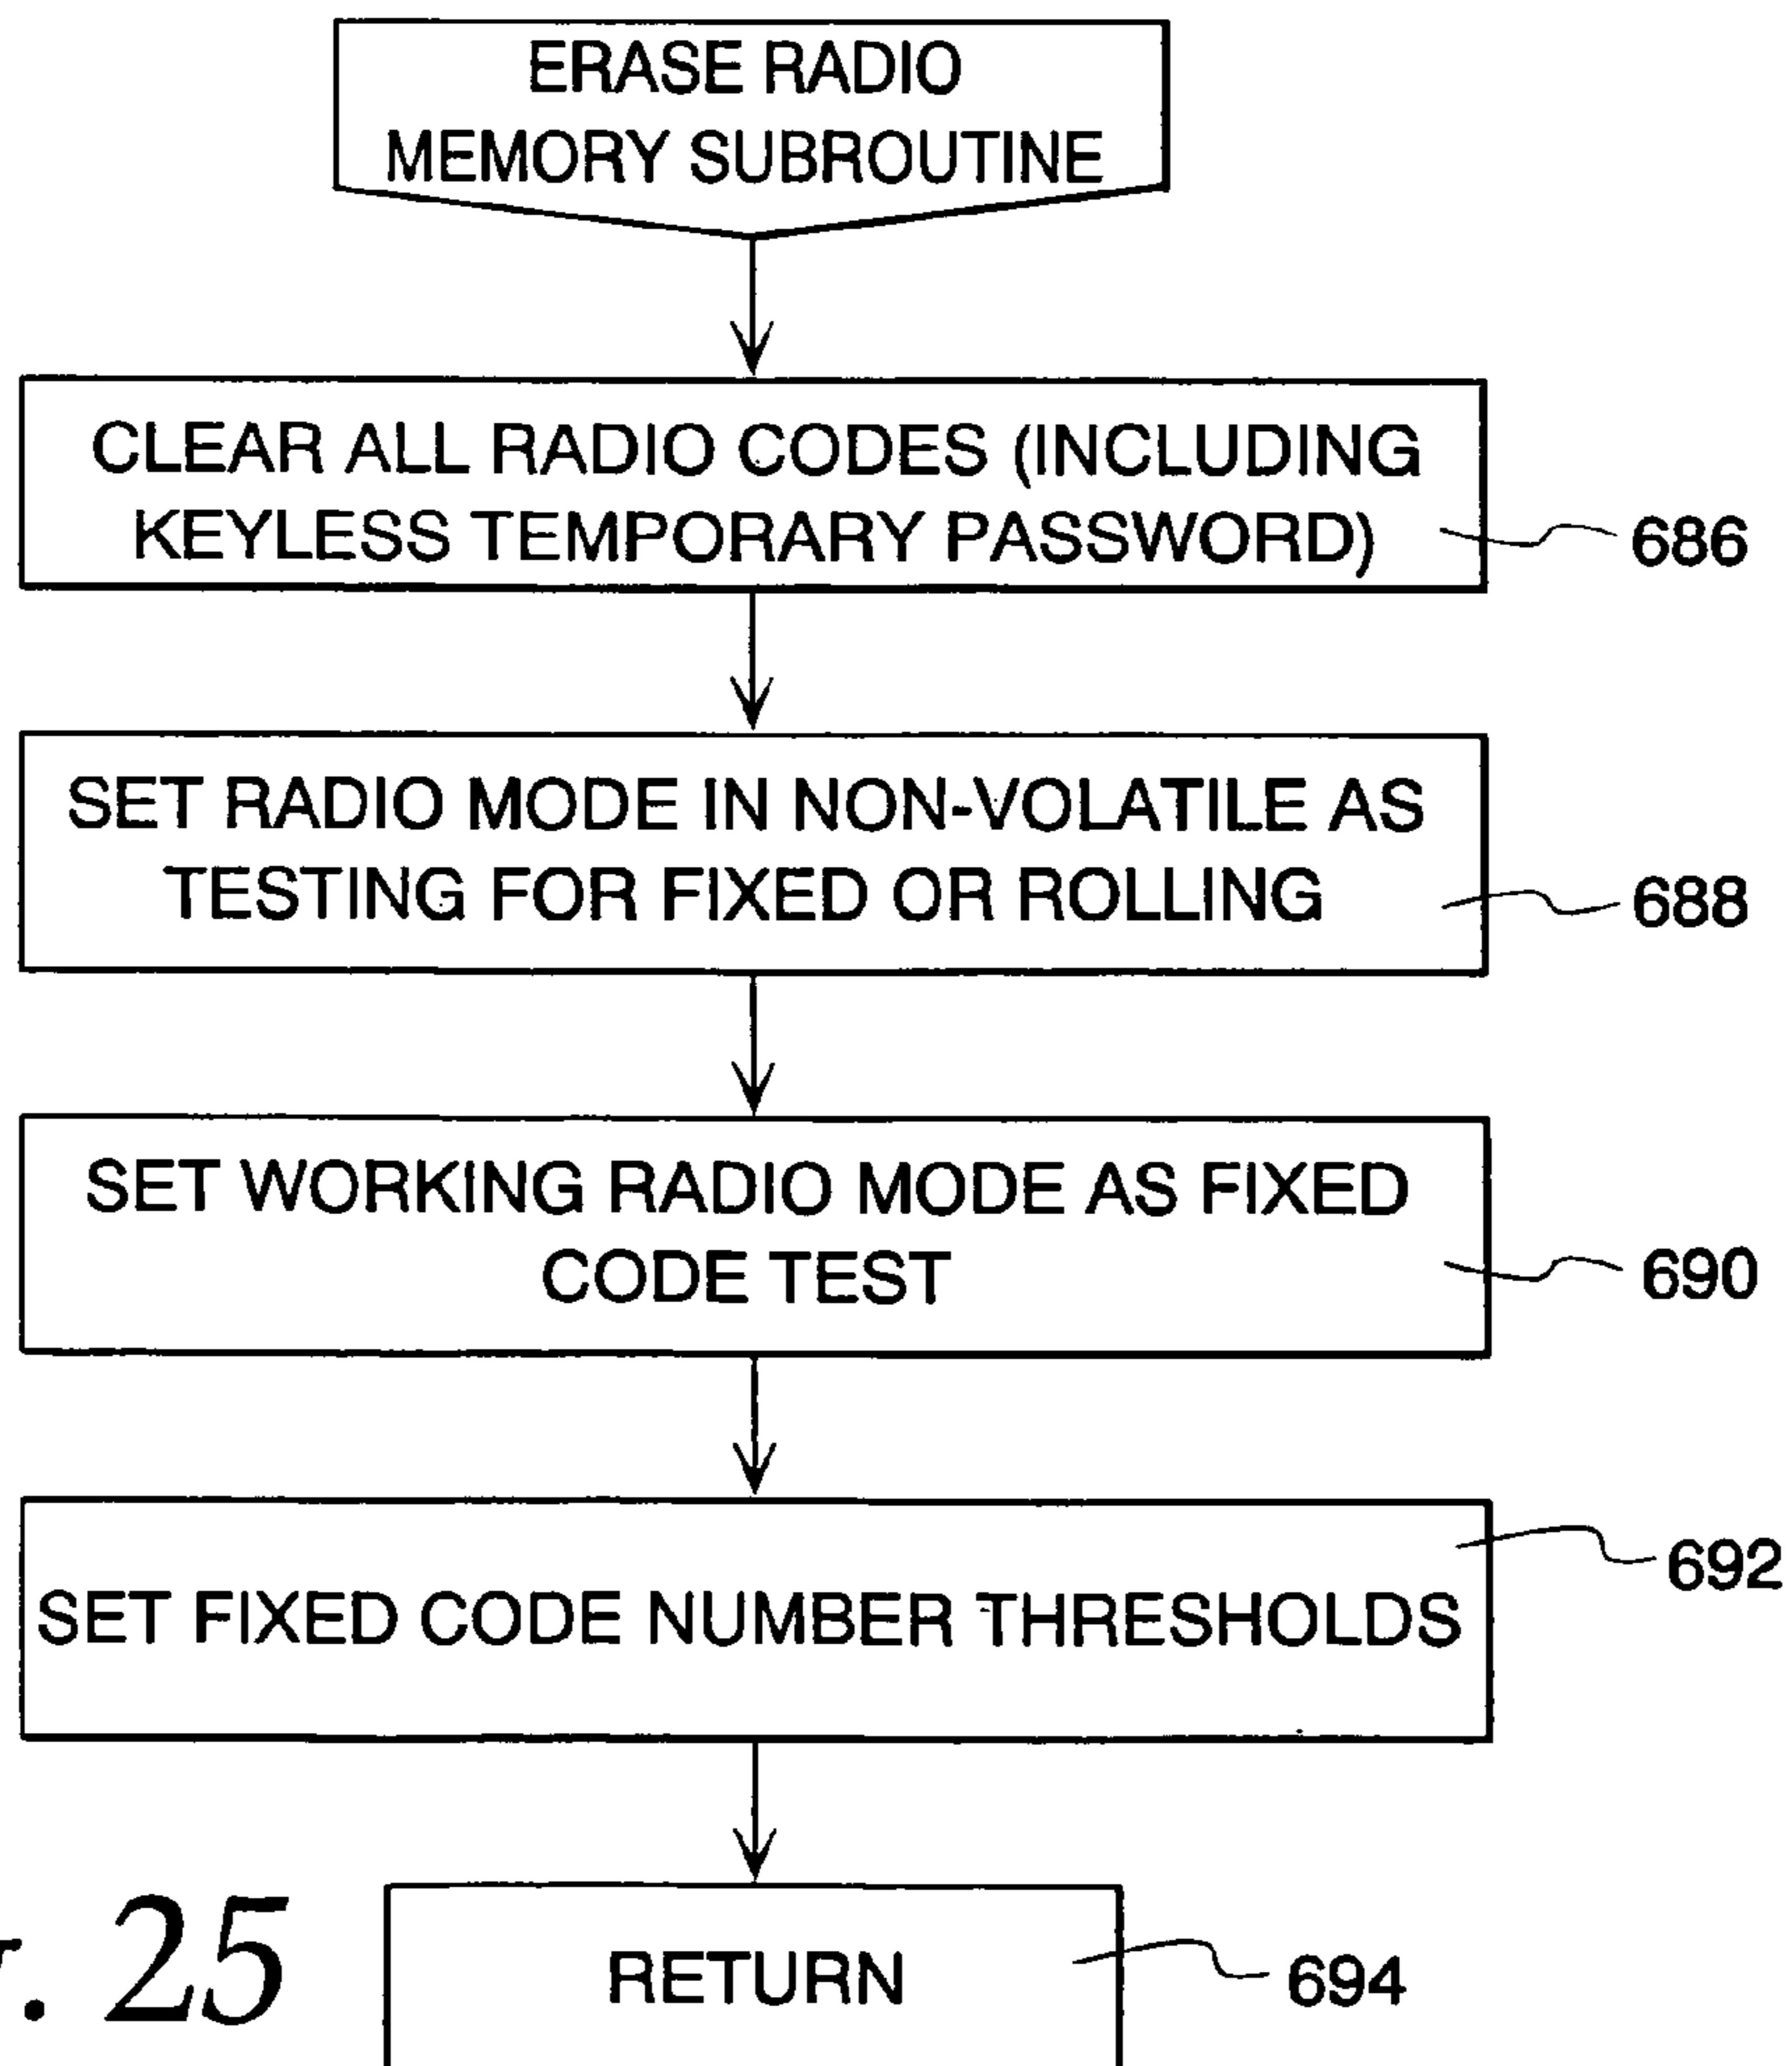 ERASE RADIO
MEMORY SUBROUTINE
CLEAR ALL RADIO CODES (INCLUDING
KEYLESS TEMPORARY PASSWORD)
686
SET RADIO MODE IN NON-VOLATILE AS
TESTING FOR FIXED OR ROLLING
688
SET WORKING RADIO MODE AS FIXED
CODE TEST
690
692
SET FIXED CODE NUMBER THRESHOLDS
25
RETURN
694